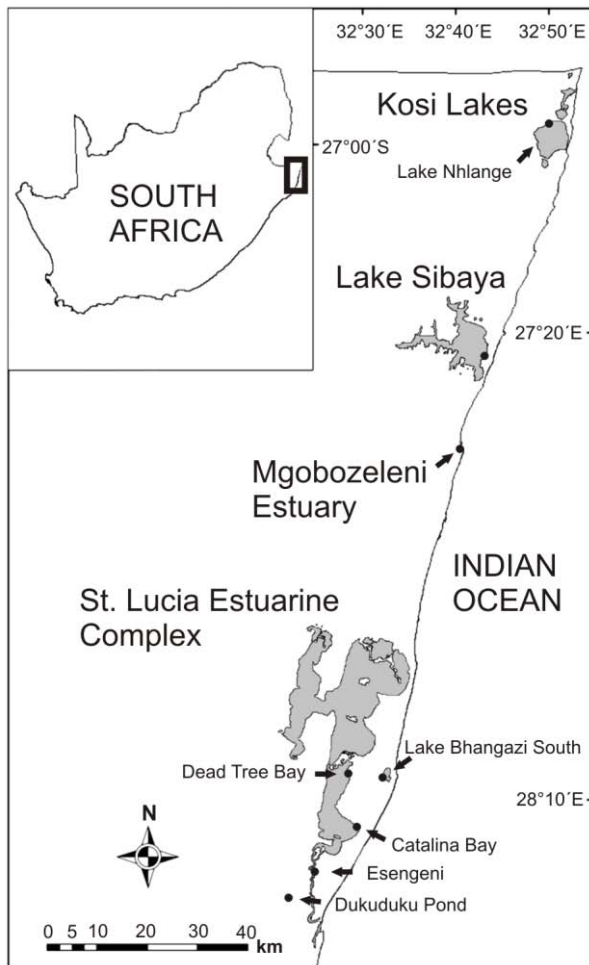 32°30´E 32°40´E 32°50´E
Kosi Lakes
27°00´S
Lake Nhlange
SOUTH
AFRICA
Lake Sibaya
27°20´E
Mgobozeleni
Estuary
INDIAN
OCEAN
St. Lucia Estuarine
Complex
Lake Bhangazi South
Dead Tree Bay
28°10´E
Catalina Bay
N
Esengeni
Dukuduku Pond
0 5 10 20 30 40
km